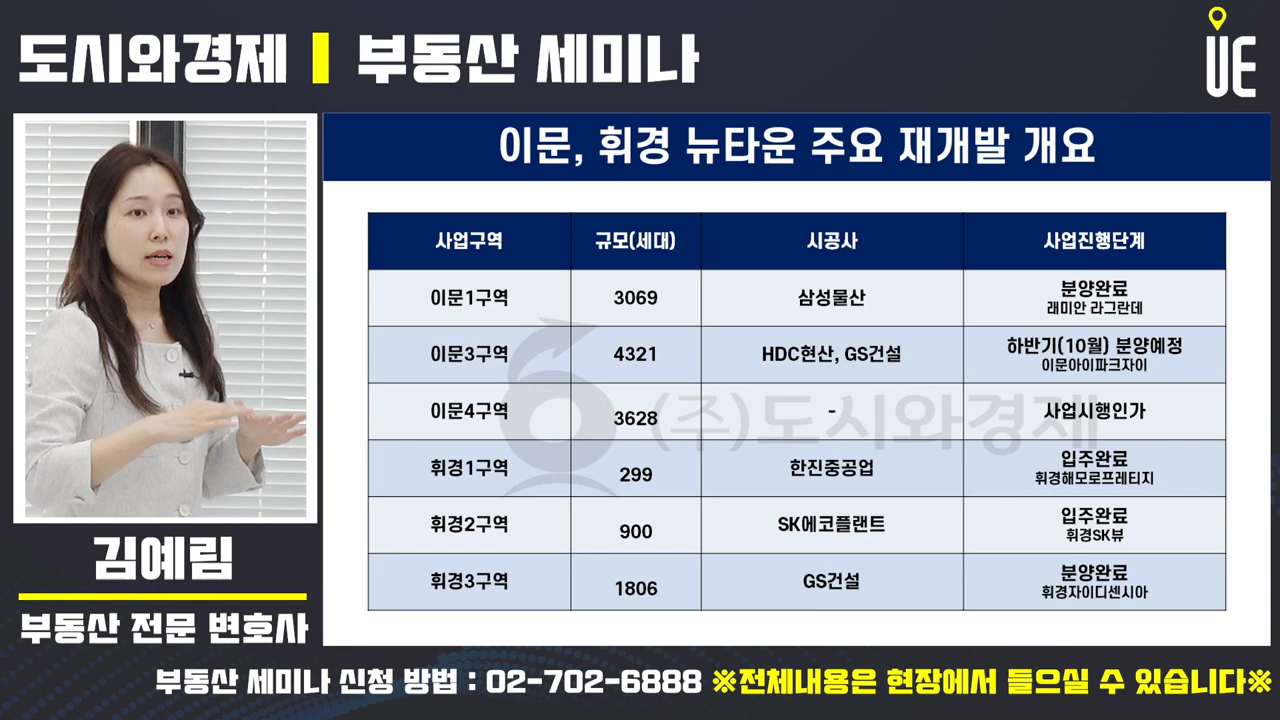 도시와경제 부동산 세미나
UE
이문, 휘경 뉴타운 주요 재개발 개요
사업구역 규모(세대) 시공사 사업진행단계
이문1구역 3069 삼성물산 분양완료
래미안 라그란데
이문3구역 4321 HDC현산, GS건설 하반기(10월) 분양예정
이문아이파크자이
이문4구역 3628 - 사업시행인가
휘경1구역 299 한진중공업 입주완료
휘경해모로프레티지
휘경2구역 900 SK에코플랜트 입주완료
휘경SK뷰
휘경3구역 1806 GS건설 분양완료
휘경자이디센시아
(주)도시와경제
김예림
부동산 전문 변호사
부동산 세미나 신청 방법 : 02-702-6888 ※전체내용은 현장에서 들으실 수 있습니다※